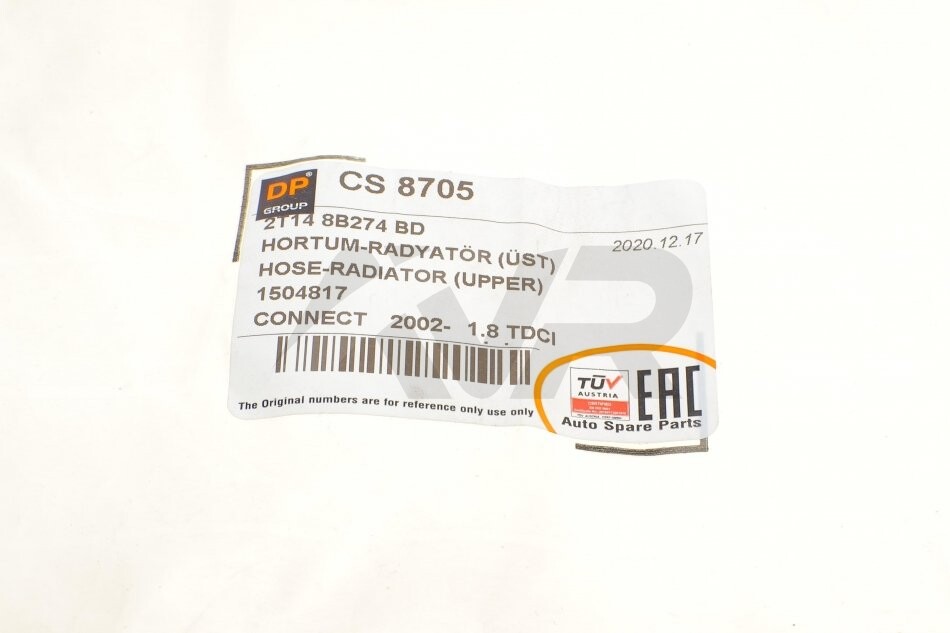 DP®
GROUP
CS 8705
2T14 8B274 BD
2020.12.17
HORTUM-RADYATÖR (ÜST)
HOSE-RADIATOR (UPPER)
1504817
CONNECT 2002- 1.8 TDCI
The Original numbers are for reference only use only
TÜV
AUSTRIA
EAC
Auto Spare Parts